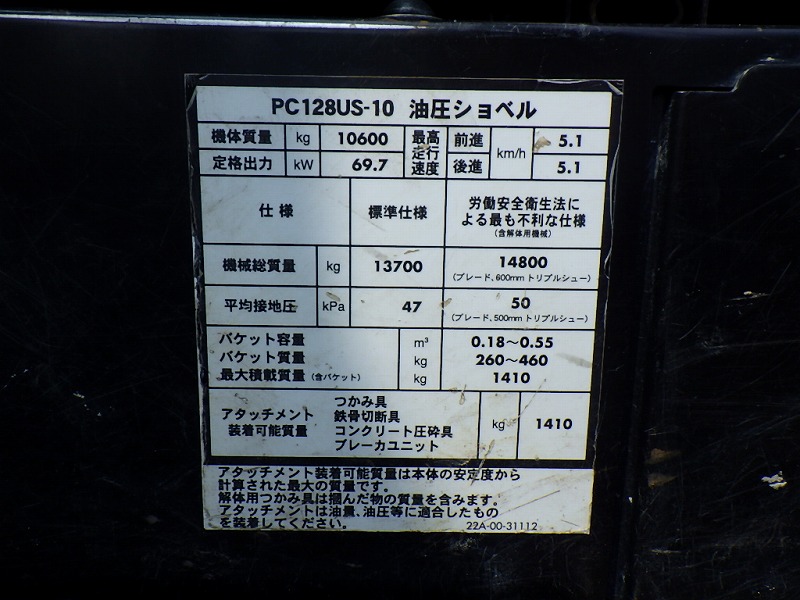 PC128US-10 油圧ショベル
機体質量 kg 10600 最高走行速度 前進 km/h 5.1
定格出力 kW 69.7 後進 5.1
仕様 標準仕様 労働安全衛生法による最も不利な仕様
(含解体用機械)
機械総質量 kg 13700 14800
(ブレード、600mmトリプルシュー)
平均接地圧 kPa 47 50
(ブレード、500mmトリプルシュー)
バケット容量 m³ 0.18～0.55
バケット質量 kg 260～460
最大積載質量(含バケット) kg 1410
アタッチメント装着可能質量 つかみ具
鉄骨切断具
コンクリート圧砕具
ブレーカユニット
kg 1410
アタッチメント装着可能質量は本体の安定度から
計算された最大の質量です。
解体用つかみ具は掴んだ物の質量を含みます。
アタッチメントは油量、油圧等に適合したもの
を装着してください。 22A-00-31112